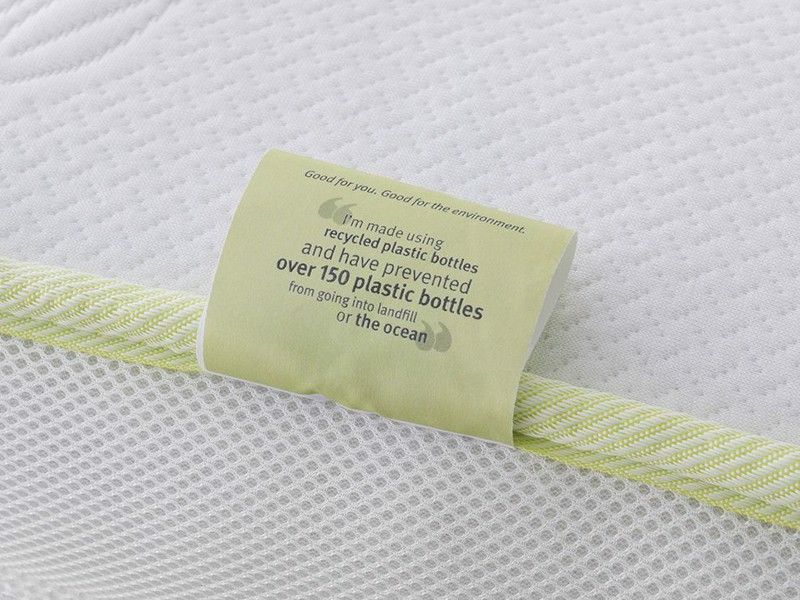 Good for you. Good for the environment.
“I'm made using
recycled plastic bottles
and have prevented
over 150 plastic bottles
from going into landfill
or the ocean”